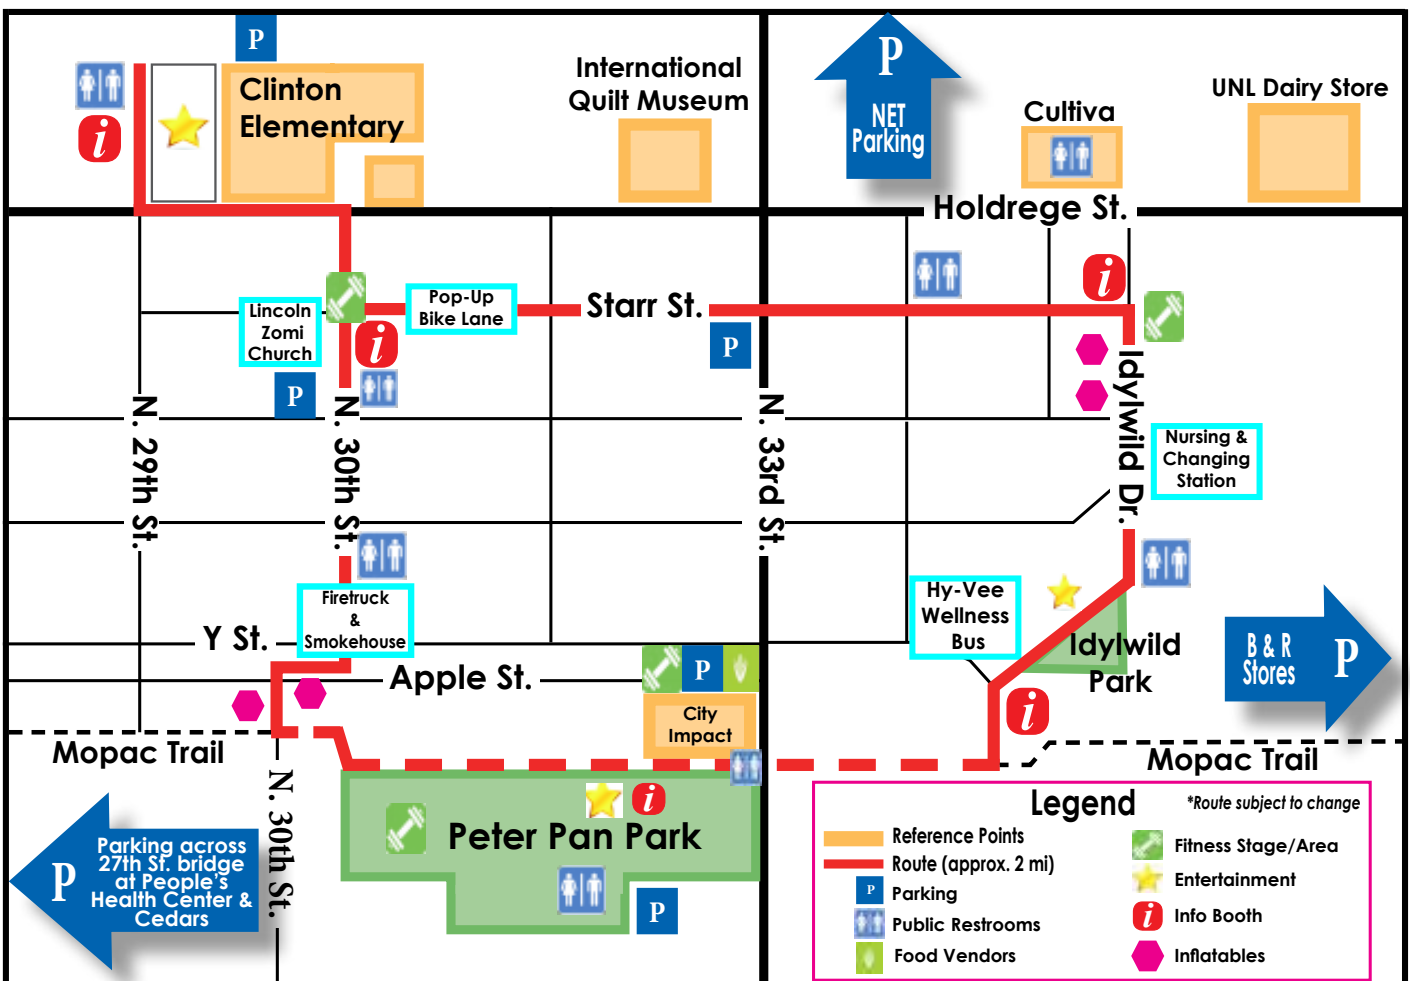 P
Clinton
Elementary
International
Quilt Museum
P
NET
Parking
Cultiva
UNL Dairy Store
i
Holdrege St.
Lincoln
Zomi
Church
Pop-Up
Bike Lane
Starr St.
i
i
P
P
N. 29th St.
N. 30th St.
N. 33rd St.
Idylwild Dr.
Nursing &
Changing
Station
Firetruck
&
Smokehouse
Hy-Vee
Wellness
Bus
Y St.
Apple St.
P
City
Impact
Idylwild
Park
i
B & R
Stores
P
Mopac Trail
Mopac Trail
N. 30th St.
i
Peter Pan Park
P
P
Parking across
27th St. bridge
at People's
Health Center &
Cedars
Legend
*Route subject to change
Reference Points
Route (approx. 2 mi)
P
Parking
Public Restrooms
Food Vendors
Fitness Stage/Area
Entertainment
i
Info Booth
Inflatables